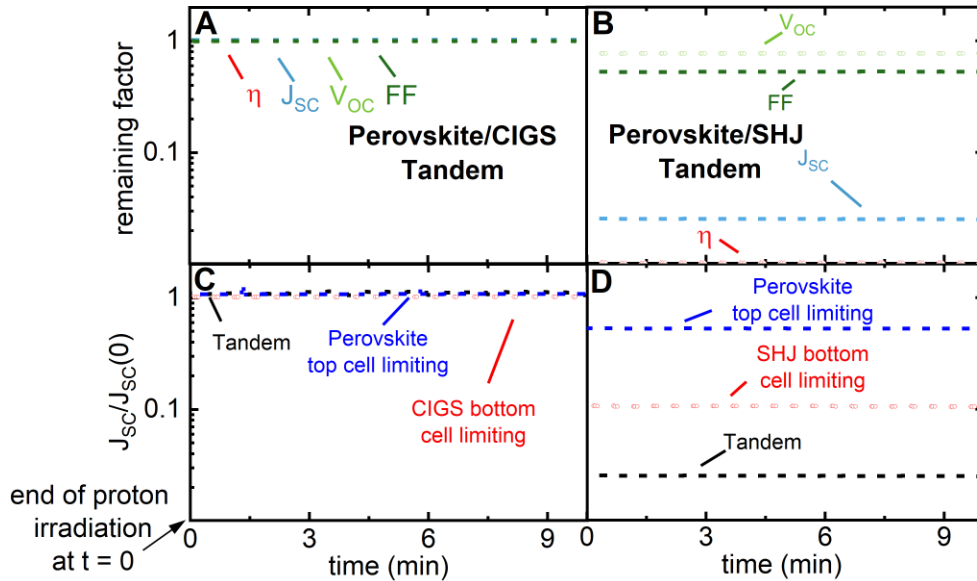 A
1
0.1
remaining factor
η
J_SC
V_OC
FF
Perovskite/CIGS
Tandem
B
V_OC
FF
Perovskite/SHJ
Tandem
J_SC
η
C
1
0.1
J_SC/J_SC(0)
Tandem
Perovskite
top cell limiting
CIGS bottom
cell limiting
D
Perovskite
top cell limiting
SHJ bottom
cell limiting
Tandem
end of proton
irradiation
at t = 0
0
3
6
9
time (min)
0
3
6
9
time (min)